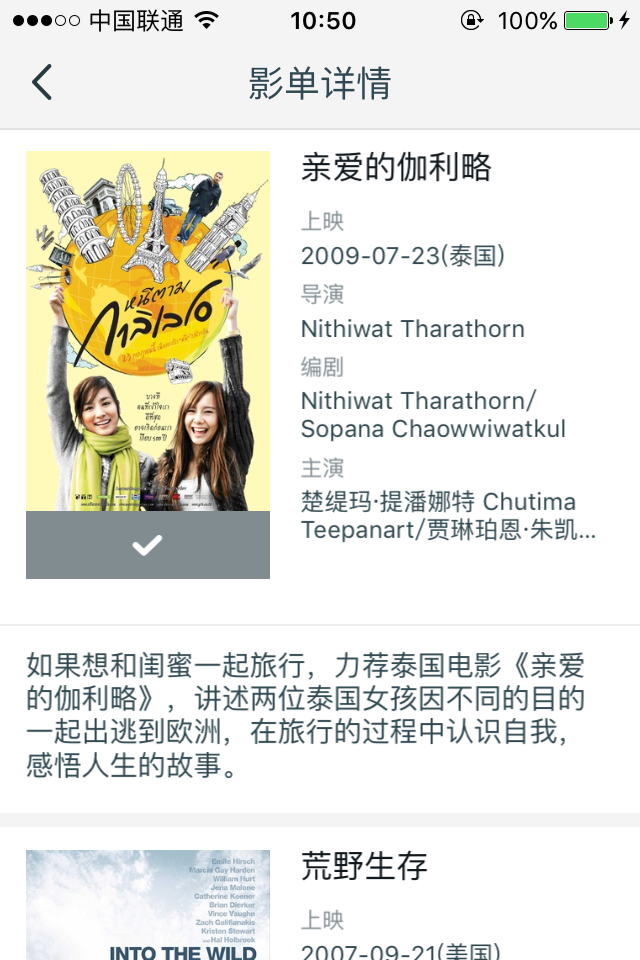 中国联通
10:50
100%
影单详情
亲爱的伽利略
上映
2009-07-23(泰国)
导演
Nithiwat Tharathorn
编剧
Nithiwat Tharathorn/
Sopana Chaowwiwatkul
主演
楚缇玛·提潘娜特 Chutima
Teepanart/贾琳珀恩·朱凯...
หนีตาม
กาลิเลโอ
如果想和闺蜜一起旅行，力荐泰国电影《亲爱
的伽利略》，讲述两位泰国女孩因不同的目的
一起出逃到欧洲，在旅行的过程中认识自我，
感悟人生的故事。
荒野生存
上映
2007-09-21(美国)
Emile Hirsch
Marcia Gay Harden
William Hurt
Jena Malone
Catherine Keener
Brian Dierker
Vince Vaughn
Zach Galifianakis
Kristen Stewart
and Hal Holbrook
INTO THE WILD